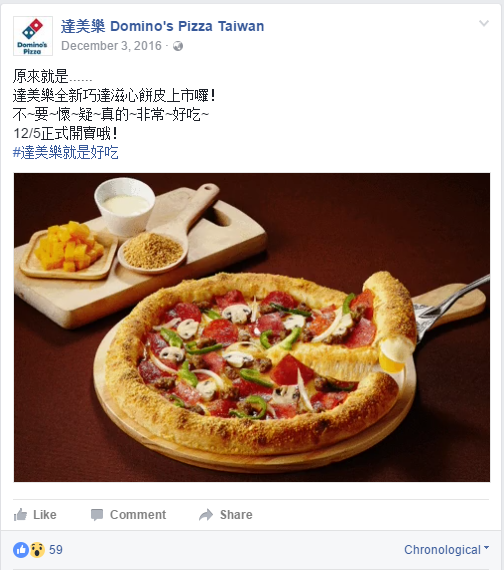 達美樂 Domino's Pizza Taiwan
December 3, 2016 ·
Domino's
Pizza
原來就是......
達美樂全新巧達滋心餅皮上市囉!
不~要~懷~疑~真的~非常~好吃~
12/5正式開賣哦!
#達美樂就是好吃
Like Comment Share
59 Chronological